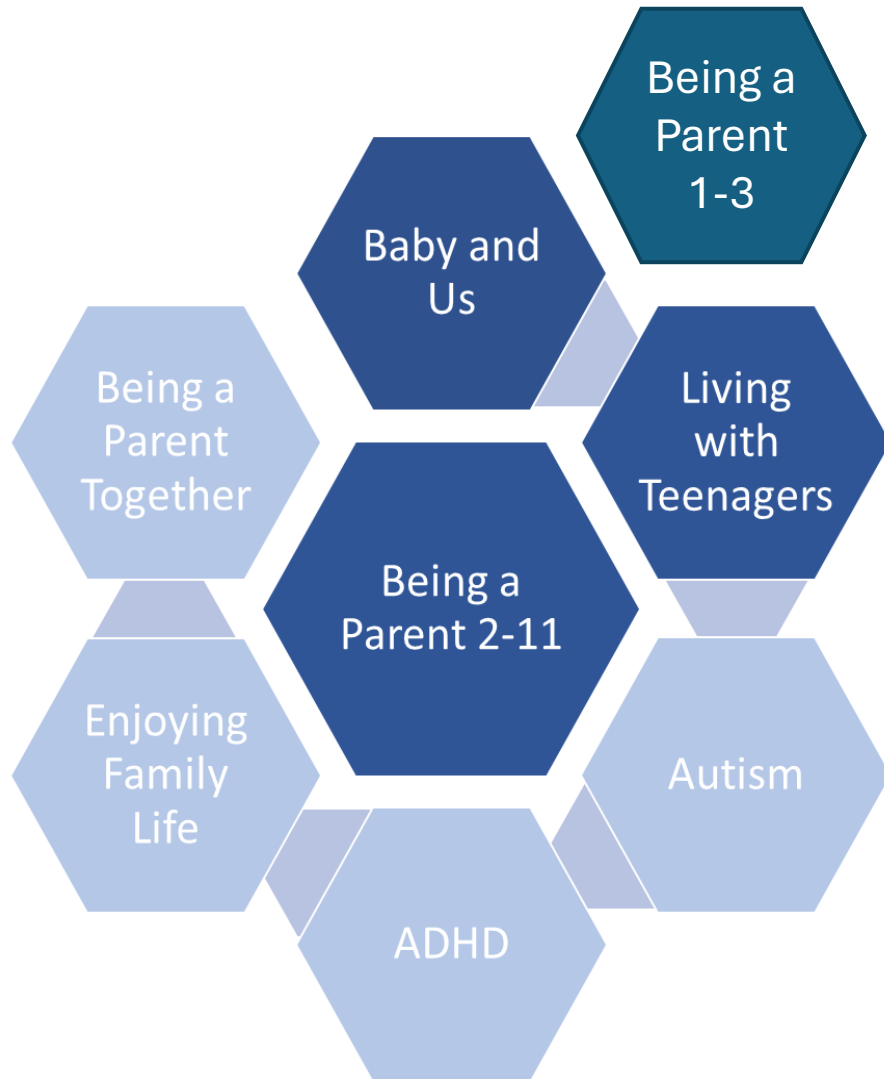 Being a
Parent
1-3
Baby and
Us
Being a
Parent
Together
Living
with
Teenagers
Being a
Parent 2-11
Enjoying
Family
Life
Autism
ADHD